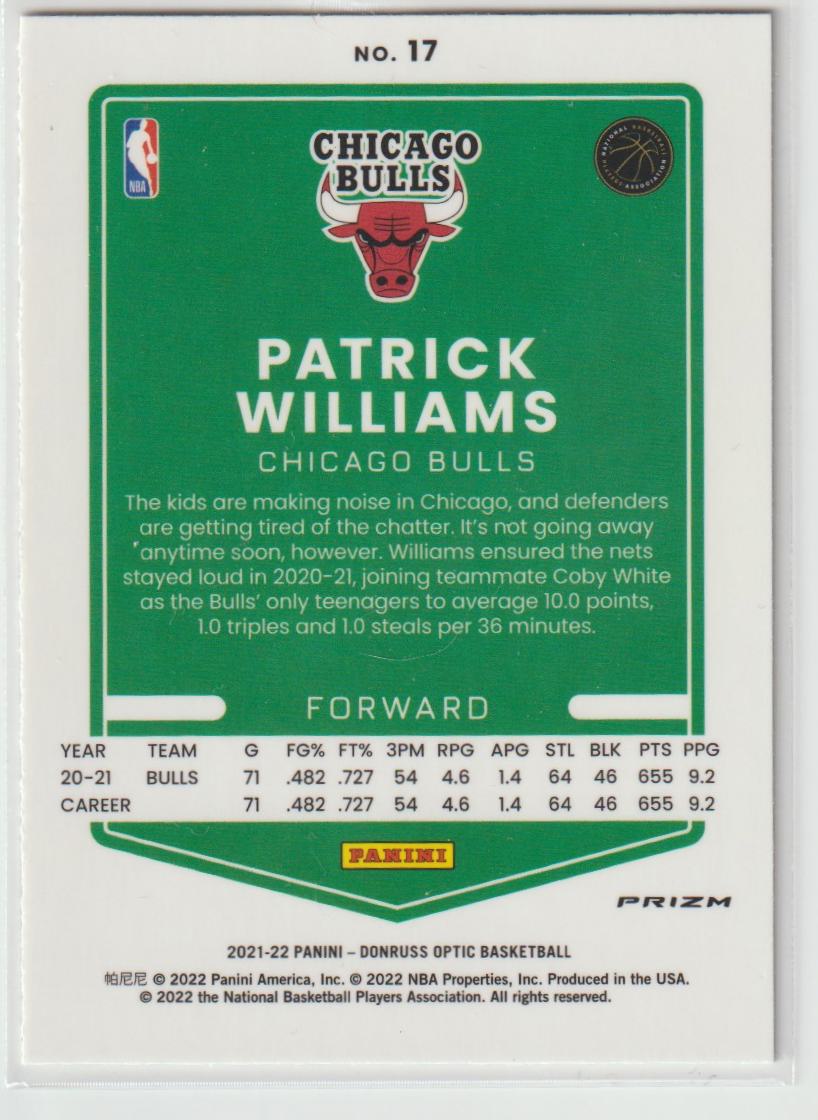 NO. 17
NBA
CHICAGO
BULLS
NATIONAL BASKETBALL
PLAYERS ASSOCIATION
PATRICK
WILLIAMS
CHICAGO BULLS
The kids are making noise in Chicago, and defenders
are getting tired of the chatter. It's not going away
anytime soon, however. Williams ensured the nets
stayed loud in 2020-21, joining teammate Coby White
as the Bulls' only teenagers to average 10.0 points,
1.0 triples and 1.0 steals per 36 minutes.
FORWARD
YEAR TEAM G FG% FT% 3PM RPG APG STL BLK PTS PPG
20-21 BULLS 71 .482 .727 54 4.6 1.4 64 46 655 9.2
CAREER 71 .482 .727 54 4.6 1.4 64 46 655 9.2
PANINI
PRIZM
2021-22 PANINI – DONRUSS OPTIC BASKETBALL
帕尼尼 © 2022 Panini America, Inc. © 2022 NBA Properties, Inc. Produced in the USA.
© 2022 the National Basketball Players Association. All rights reserved.